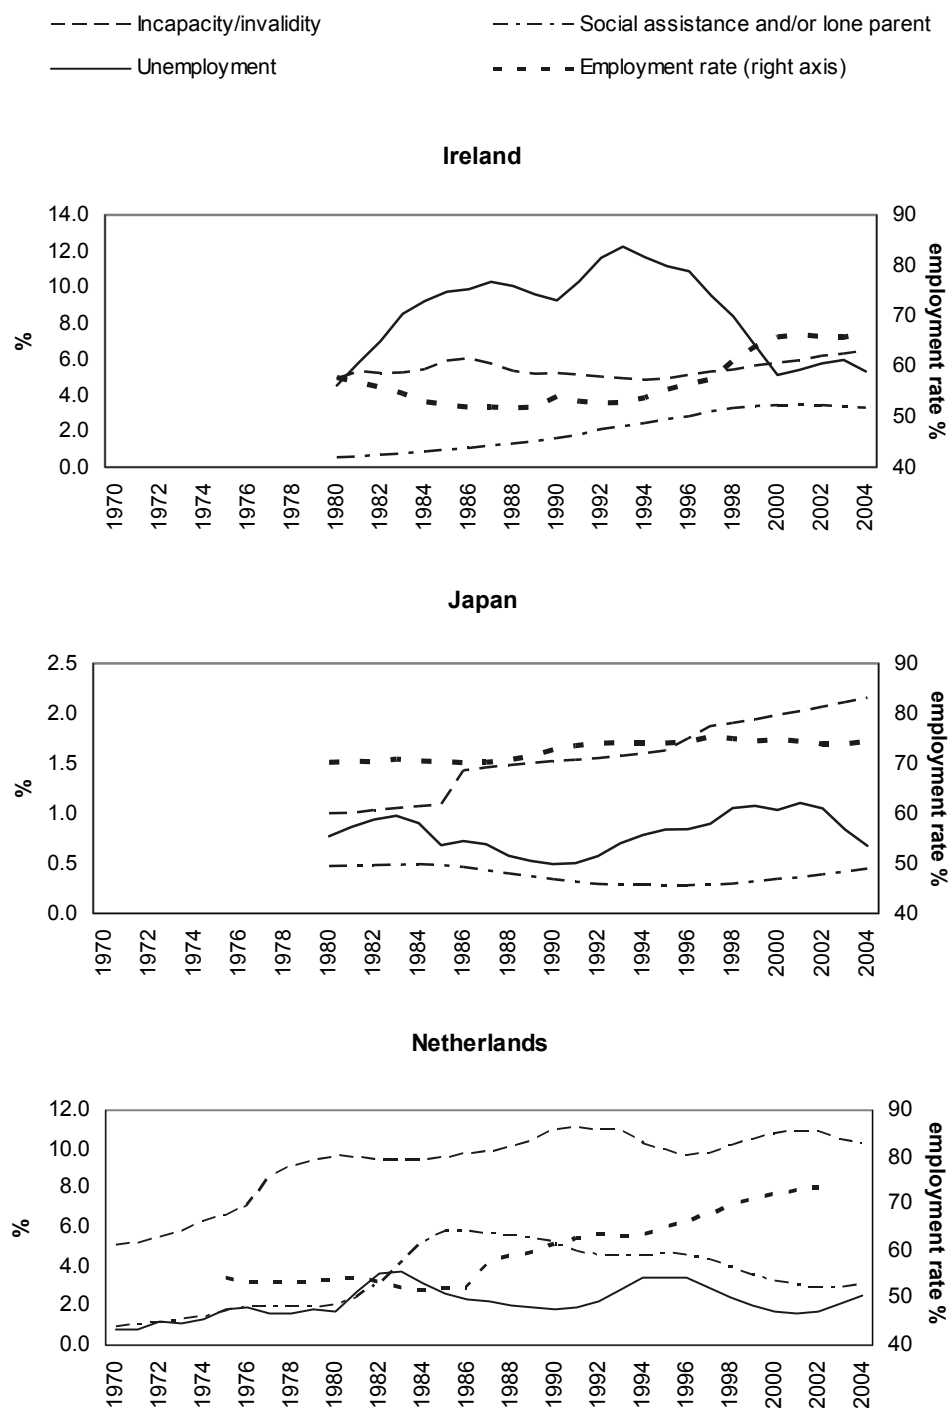 Incapacity/invalidity Social assistance and/or lone parent
Unemployment Employment rate (right axis)
Ireland
14.0 90
12.0 80
10.0
8.0 70
6.0 60
4.0 50
2.0
0.0 40
%
employment rate %
1970 1972 1974 1976 1978 1980 1982 1984 1986 1988 1990 1992 1994 1996 1998 2000 2002 2004
Japan
2.5 90
2.0 80
1.5 70
1.0 60
0.5 50
0.0 40
%
employment rate %
1970 1972 1974 1976 1978 1980 1982 1984 1986 1988 1990 1992 1994 1996 1998 2000 2002 2004
Netherlands
12.0 90
10.0 80
8.0 70
6.0 60
4.0
2.0 50
0.0 40
%
employment rate %
1970 1972 1974 1976 1978 1980 1982 1984 1986 1988 1990 1992 1994 1996 1998 2000 2002 2004